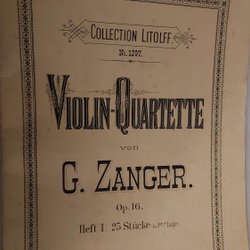 COLLECTION LITOLFF
No. 1297.
VIOLIN-QUARTETTE
von
G. ZANGER.
Op. 16.
Heft I. 25 Stücke